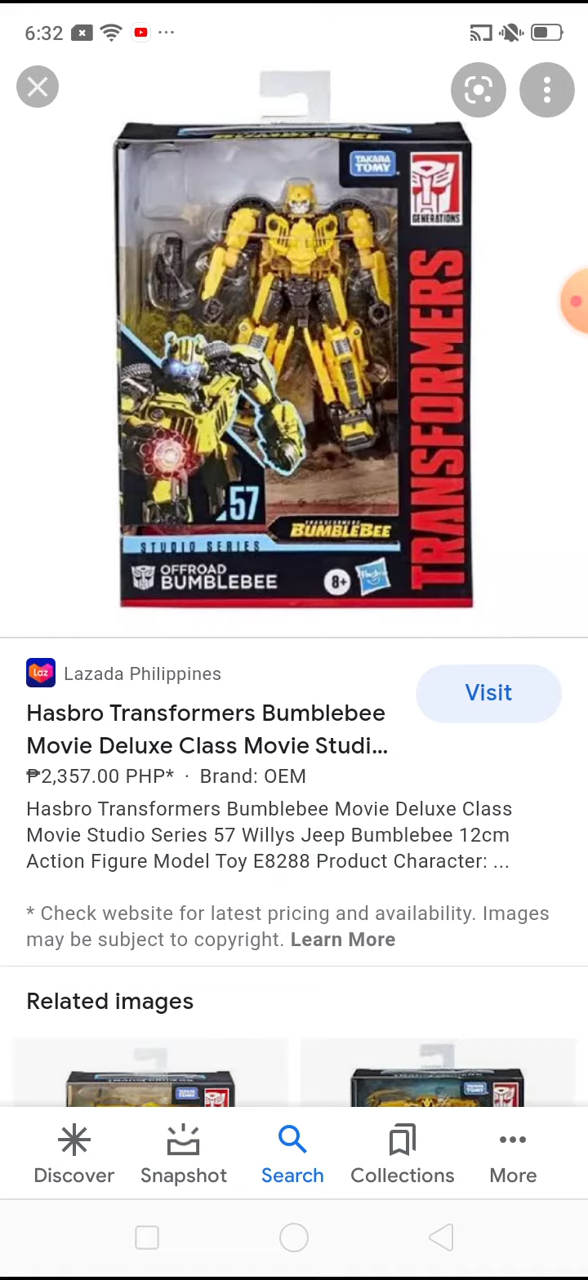 6:32
TAKARA TOMY
GENERATIONS
TRANSFORMERS
57
TRANSFORMERS
BUMBLEBEE
STUDIO SERIES
OFFROAD
BUMBLEBEE
8+
Hasbro
Laz
Lazada Philippines
Visit
Hasbro Transformers Bumblebee
Movie Deluxe Class Movie Studi...
₱2,357.00 PHP* · Brand: OEM
Hasbro Transformers Bumblebee Movie Deluxe Class
Movie Studio Series 57 Willys Jeep Bumblebee 12cm
Action Figure Model Toy E8288 Product Character: ...
* Check website for latest pricing and availability. Images
may be subject to copyright. Learn More
Related images
Discover
Snapshot
Search
Collections
More